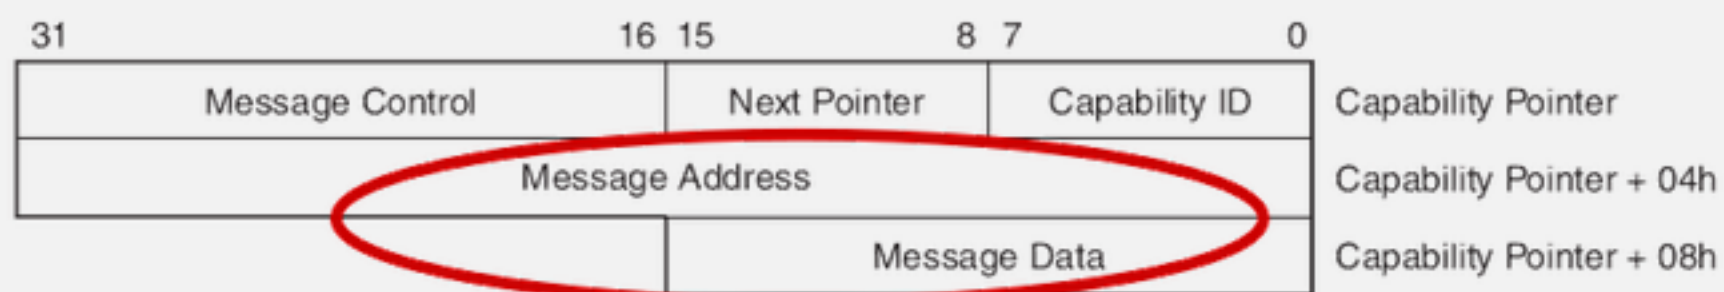 31 16 15 8 7 0
Message Control Next Pointer Capability ID Capability Pointer
Message Address Capability Pointer + 04h
Message Data Capability Pointer + 08h